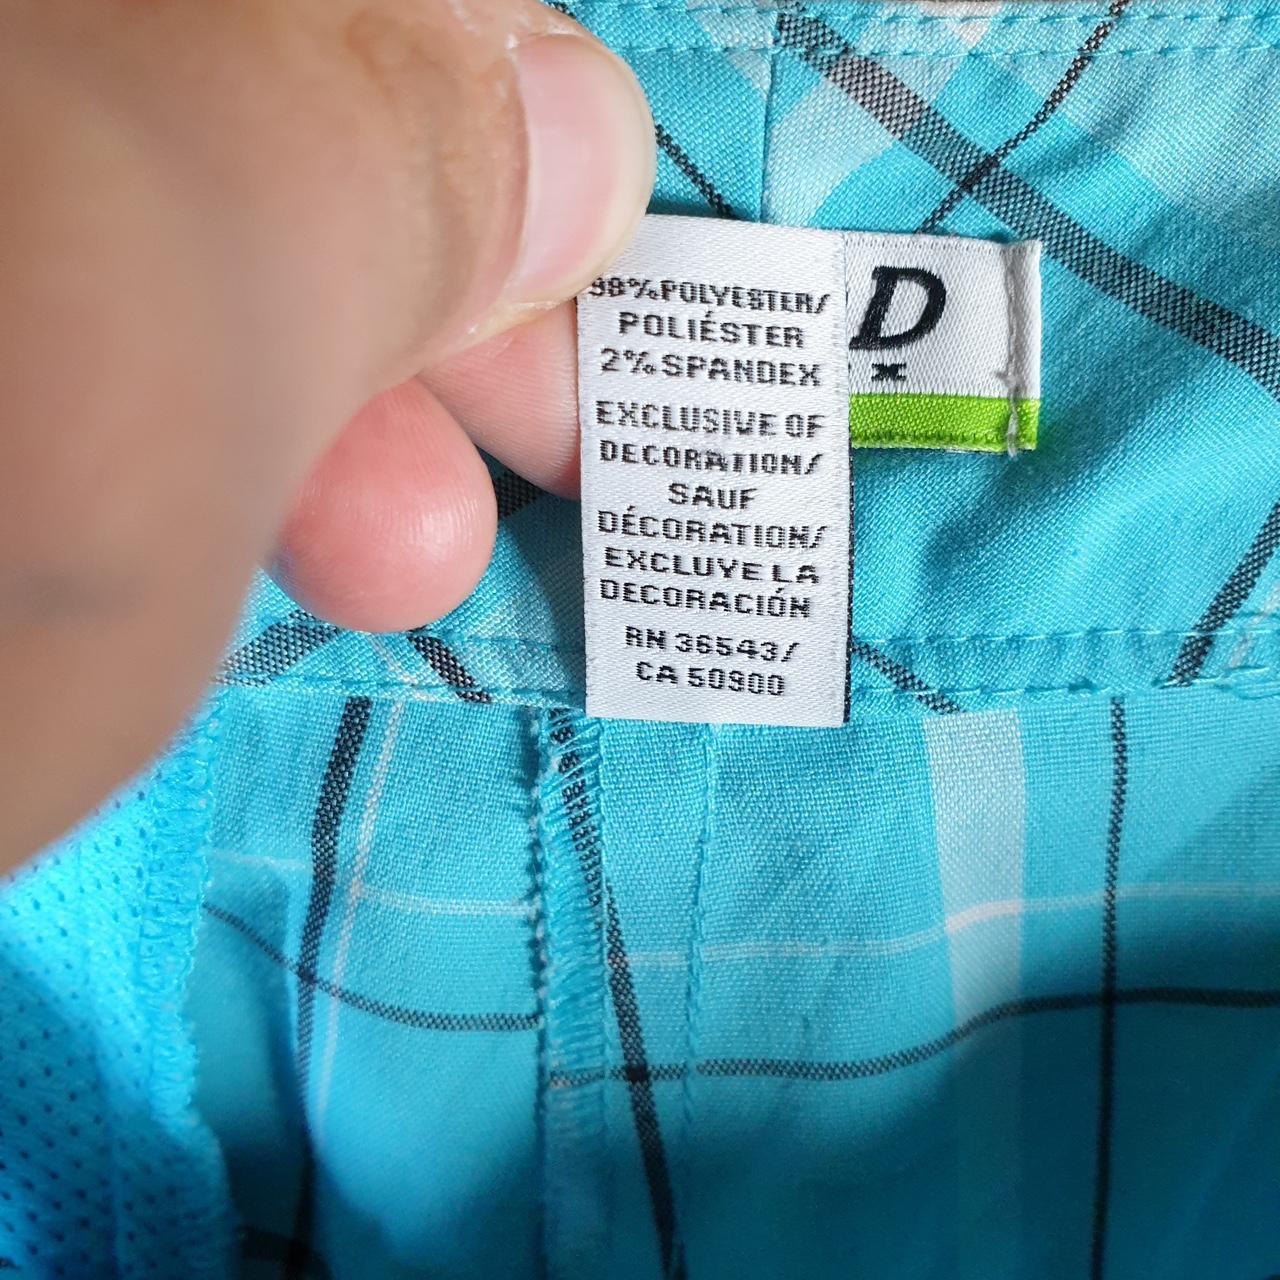 98%POLYESTER/
POLIÉSTER
2% SPANDEX
EXCLUSIVE OF
DECORATION/
SAUF
DÉCORATION/
EXCLUYE LA
DECORACIÓN
RN 36543/
CA 50900
D